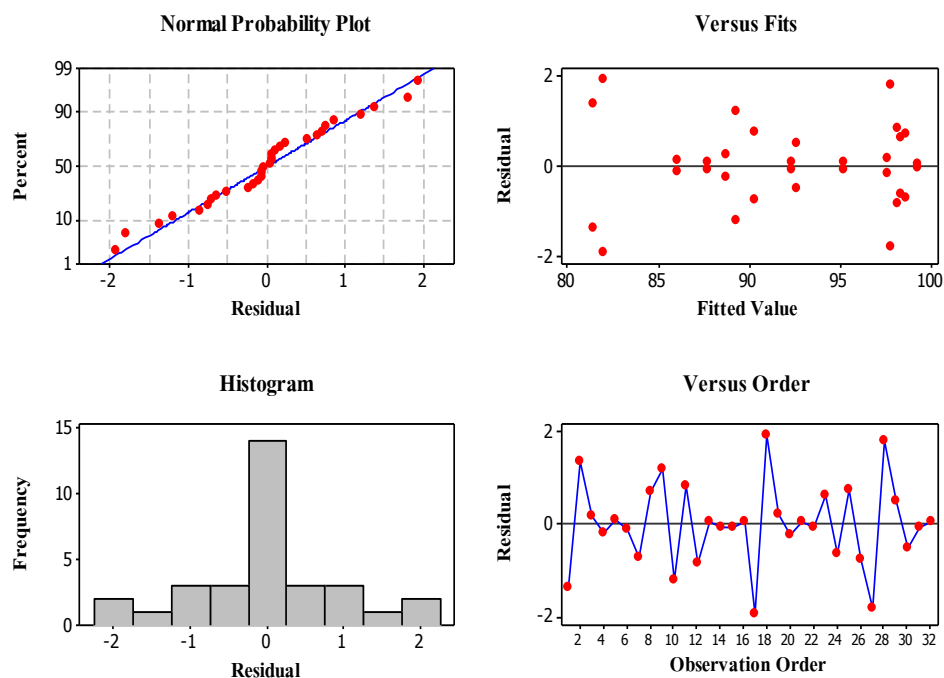 Normal Probability Plot
99
90
50
10
1
Percent
-2 -1 0 1 2
Residual
Versus Fits
2
0
-2
Residual
80 85 90 95 100
Fitted Value
Histogram
15
10
5
0
Frequency
-2 -1 0 1 2
Residual
Versus Order
2
0
-2
Residual
2 4 6 8 10 12 14 16 18 20 22 24 26 28 30 32
Observation Order